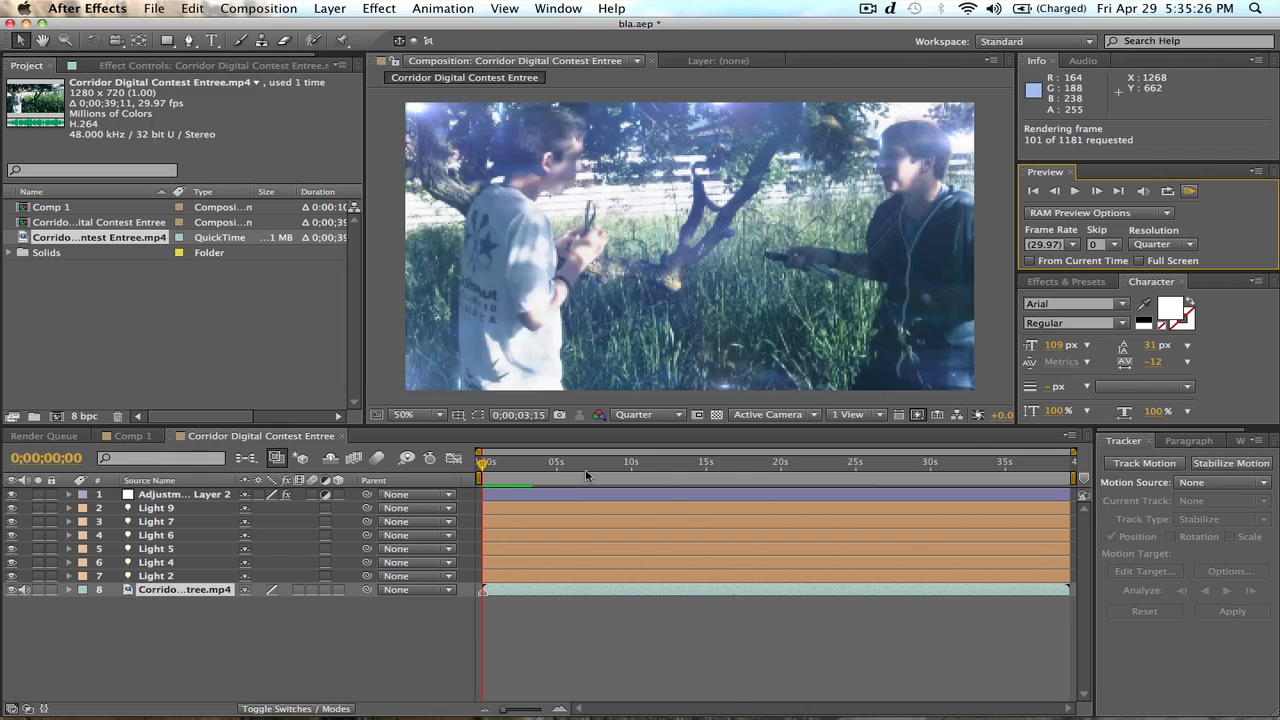 After Effects File Edit Composition Layer Effect Animation View Window Help (Charged) Fri Apr 29 5:35:26 PM
bla.aep *
Workspace: Standard Search Help
Project Effect Controls: Corridor Digital Contest Entree.r
Composition: Corridor Digital Contest Entree Layer: (none)
Info Audio
Corridor Digital Contest Entree.mp4 , used 1 time
1280 x 720 (1.00)
Δ 0;00;39;11, 29.97 fps
Millions of Colors
H.264
48.000 kHz / 32 bit U / Stereo
Corridor Digital Contest Entree
R : 164
G : 188
B : 238
A : 255
X : 1268
Y : 662
Rendering frame
101 of 1181 requested
Preview
RAM Preview Options
Frame Rate Skip Resolution
(29.97) 0 Quarter
From Current Time Full Screen
Name Type Size Duration
Comp 1 Composi...n Δ 0:00:10
Corrido...ital Contest Entree Composi...n Δ 0;00;39
Corrido...ntest Entree.mp4 QuickTime ...1 MB Δ 0;00;39
Solids Folder
Effects & Presets Character
Arial
Regular
109 px 31 px
Metrics -12
- px
100 % 100 %
8 bpc
50% 0;00;03;15 Quarter Active Camera 1 View +0.0
Render Queue Comp 1 Corridor Digital Contest Entree
0;00;00;00
00s 05s 10s 15s 20s 25s 30s 35s 4
# Source Name Parent
1 Adjustm... Layer 2 None
2 Light 9 None
3 Light 7 None
4 Light 6 None
5 Light 5 None
6 Light 4 None
7 Light 2 None
8 Corrido...tree.mp4 None
Toggle Switches / Modes
Tracker Paragraph W
Track Motion Stabilize Motion
Motion Source: None
Current Track: None
Track Type: Stabilize
Position Rotation Scale
Motion Target:
Edit Target... Options...
Analyze:
Reset Apply